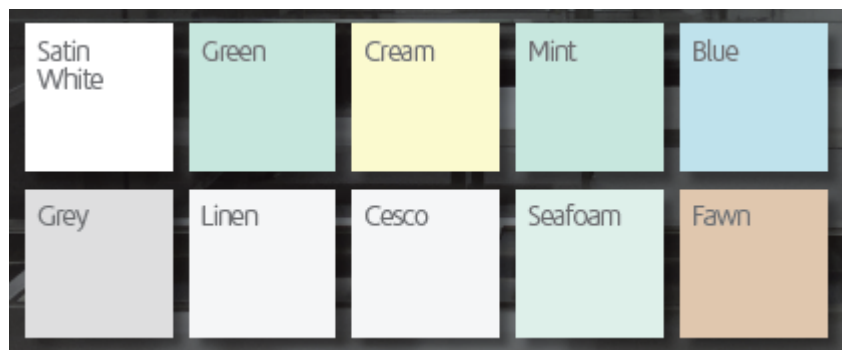 Satin
White
Green
Cream
Mint
Blue
Grey
Linen
Cesco
Seafoam
Fawn